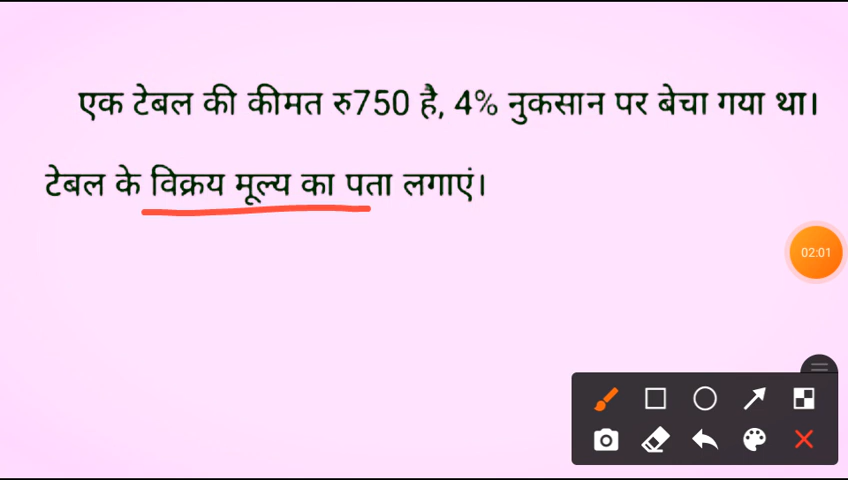 एक टेबल की कीमत रु750 है, 4% नुकसान पर बेचा गया था।
टेबल के विक्रय मूल्य का पता लगाएं।
02:01